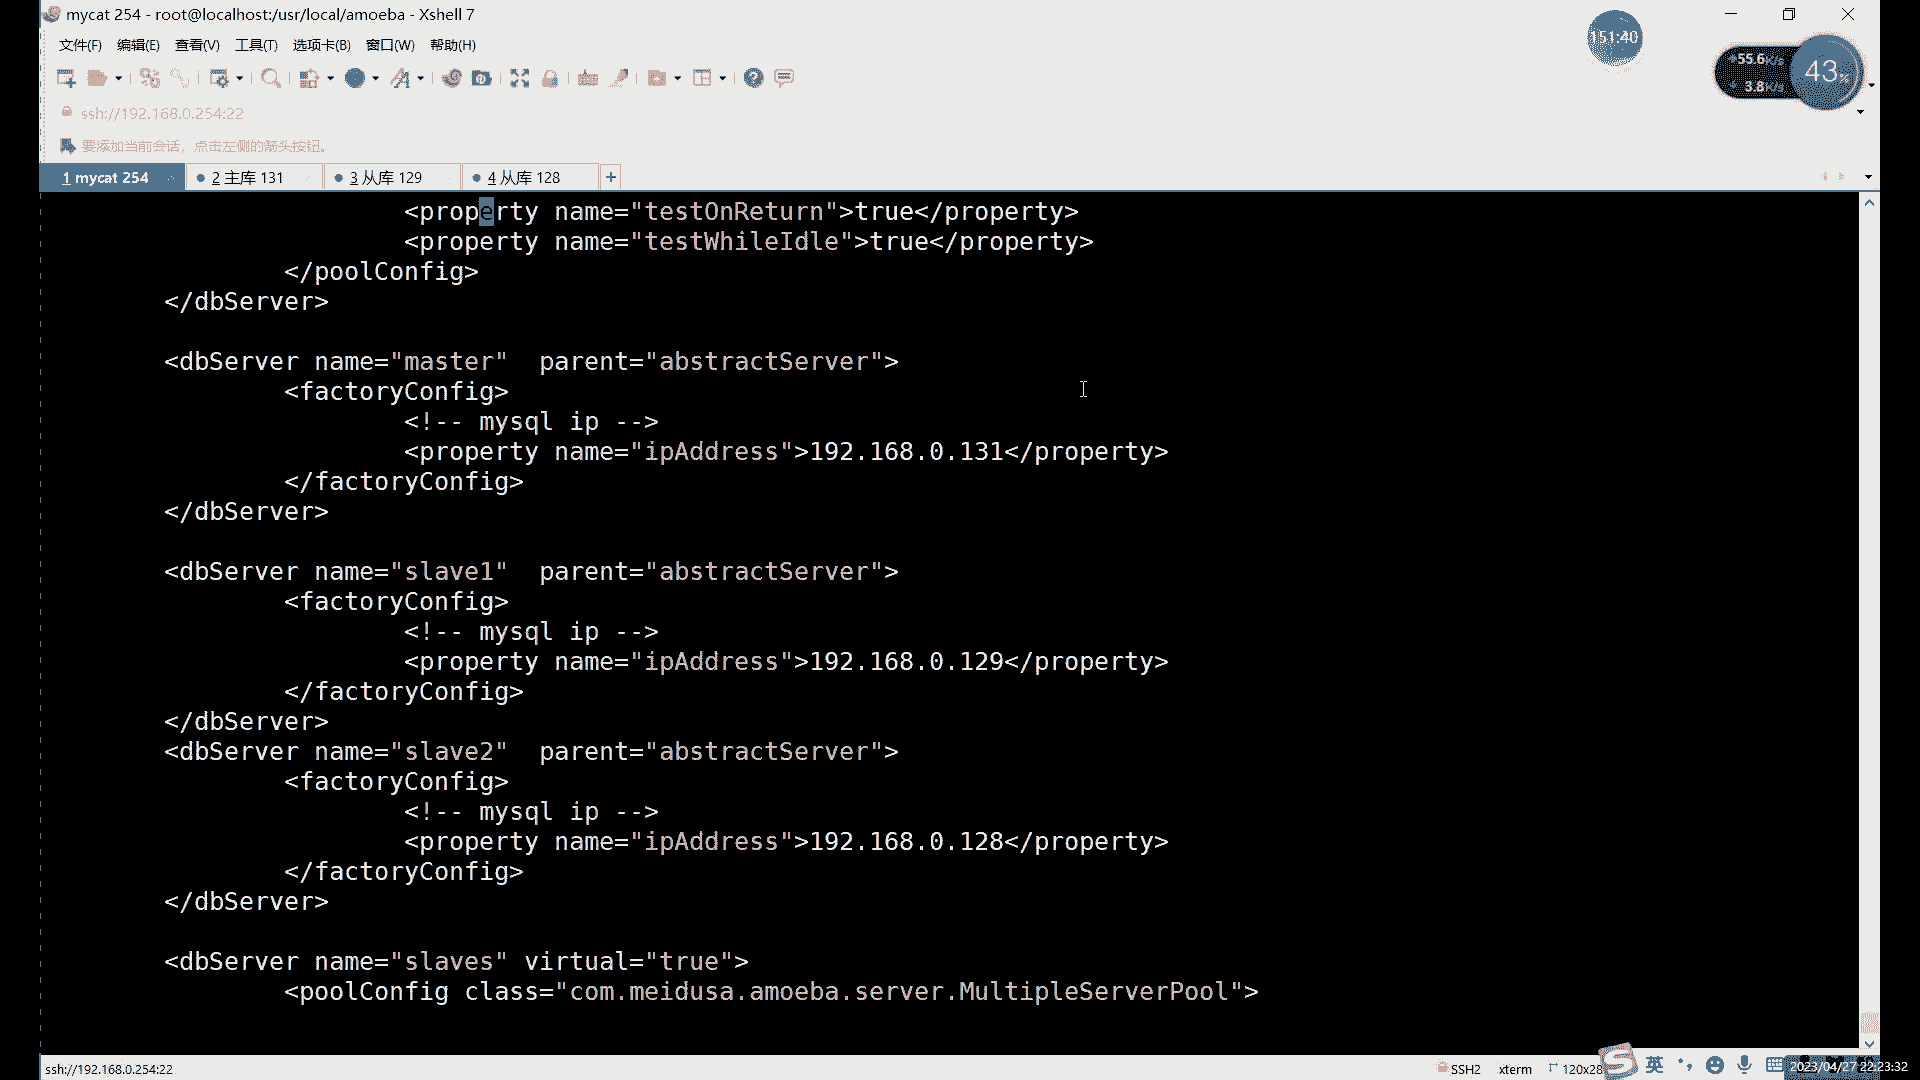 mycat 254 - root@localhost:/usr/local/amoeba - Xshell 7
151:40
文件(F) 编辑(E) 查看(V) 工具(T) 选项卡(B) 窗口(W) 帮助(H)
55.6K/s
43%
3.8K/s
ssh://192.168.0.254:22
要添加当前会话，点击左侧的箭头按钮。
1 mycat 254 2 主库 131 3 从库 129 4 从库 128 +
<property name="testOnReturn">true</property>
<property name="testWhileIdle">true</property>
</poolConfig>
</dbServer>
<dbServer name="master"  parent="abstractServer">
<factoryConfig>
<!-- mysql ip -->
<property name="ipAddress">192.168.0.131</property>
</factoryConfig>
</dbServer>
<dbServer name="slave1"  parent="abstractServer">
<factoryConfig>
<!-- mysql ip -->
<property name="ipAddress">192.168.0.129</property>
</factoryConfig>
</dbServer>
<dbServer name="slave2"  parent="abstractServer">
<factoryConfig>
<!-- mysql ip -->
<property name="ipAddress">192.168.0.128</property>
</factoryConfig>
</dbServer>
<dbServer name="slaves" virtual="true">
<poolConfig class="com.meidusa.amoeba.server.MultipleServerPool">
ssh://192.168.0.254:22 SSH2 xterm 120x28 英 2023/04/27 22:23:32